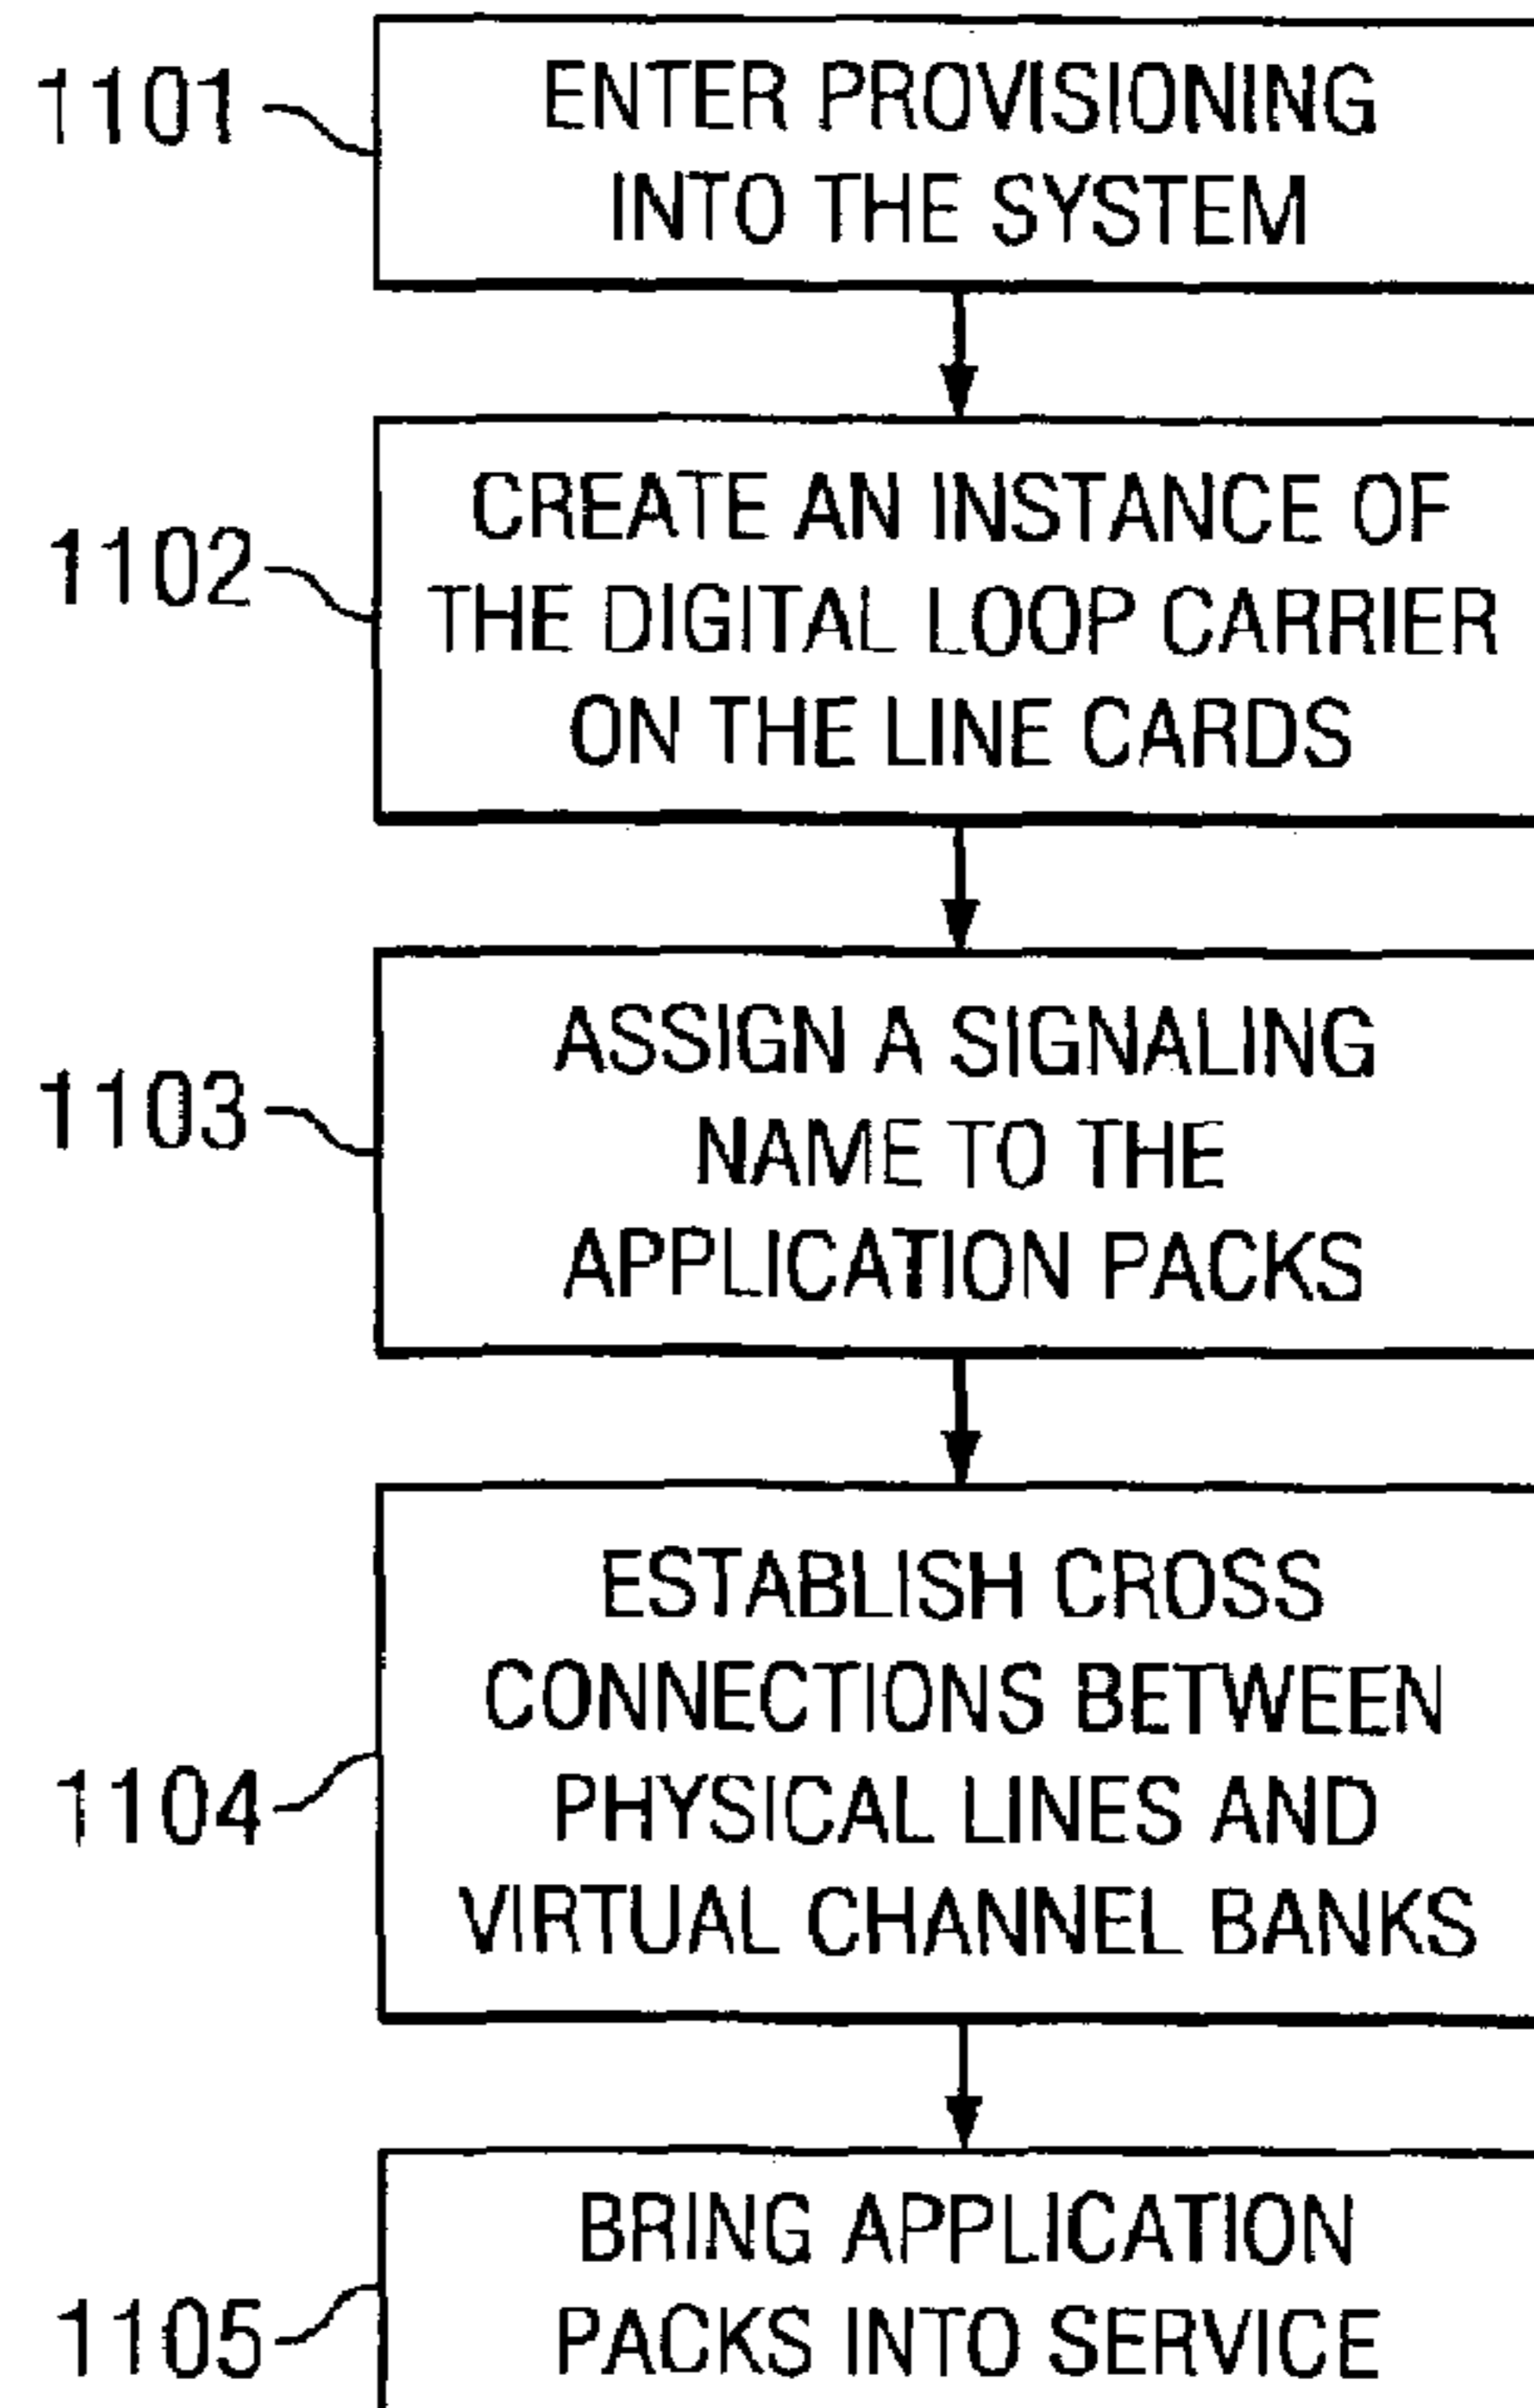 1101
ENTER PROVISIONING
INTO THE SYSTEM
1102
CREATE AN INSTANCE OF
THE DIGITAL LOOP CARRIER
ON THE LINE CARDS
1103
ASSIGN A SIGNALING
NAME TO THE
APPLICATION PACKS
1104
ESTABLISH CROSS
CONNECTIONS BETWEEN
PHYSICAL LINES AND
VIRTUAL CHANNEL BANKS
1105
BRING APPLICATION
PACKS INTO SERVICE